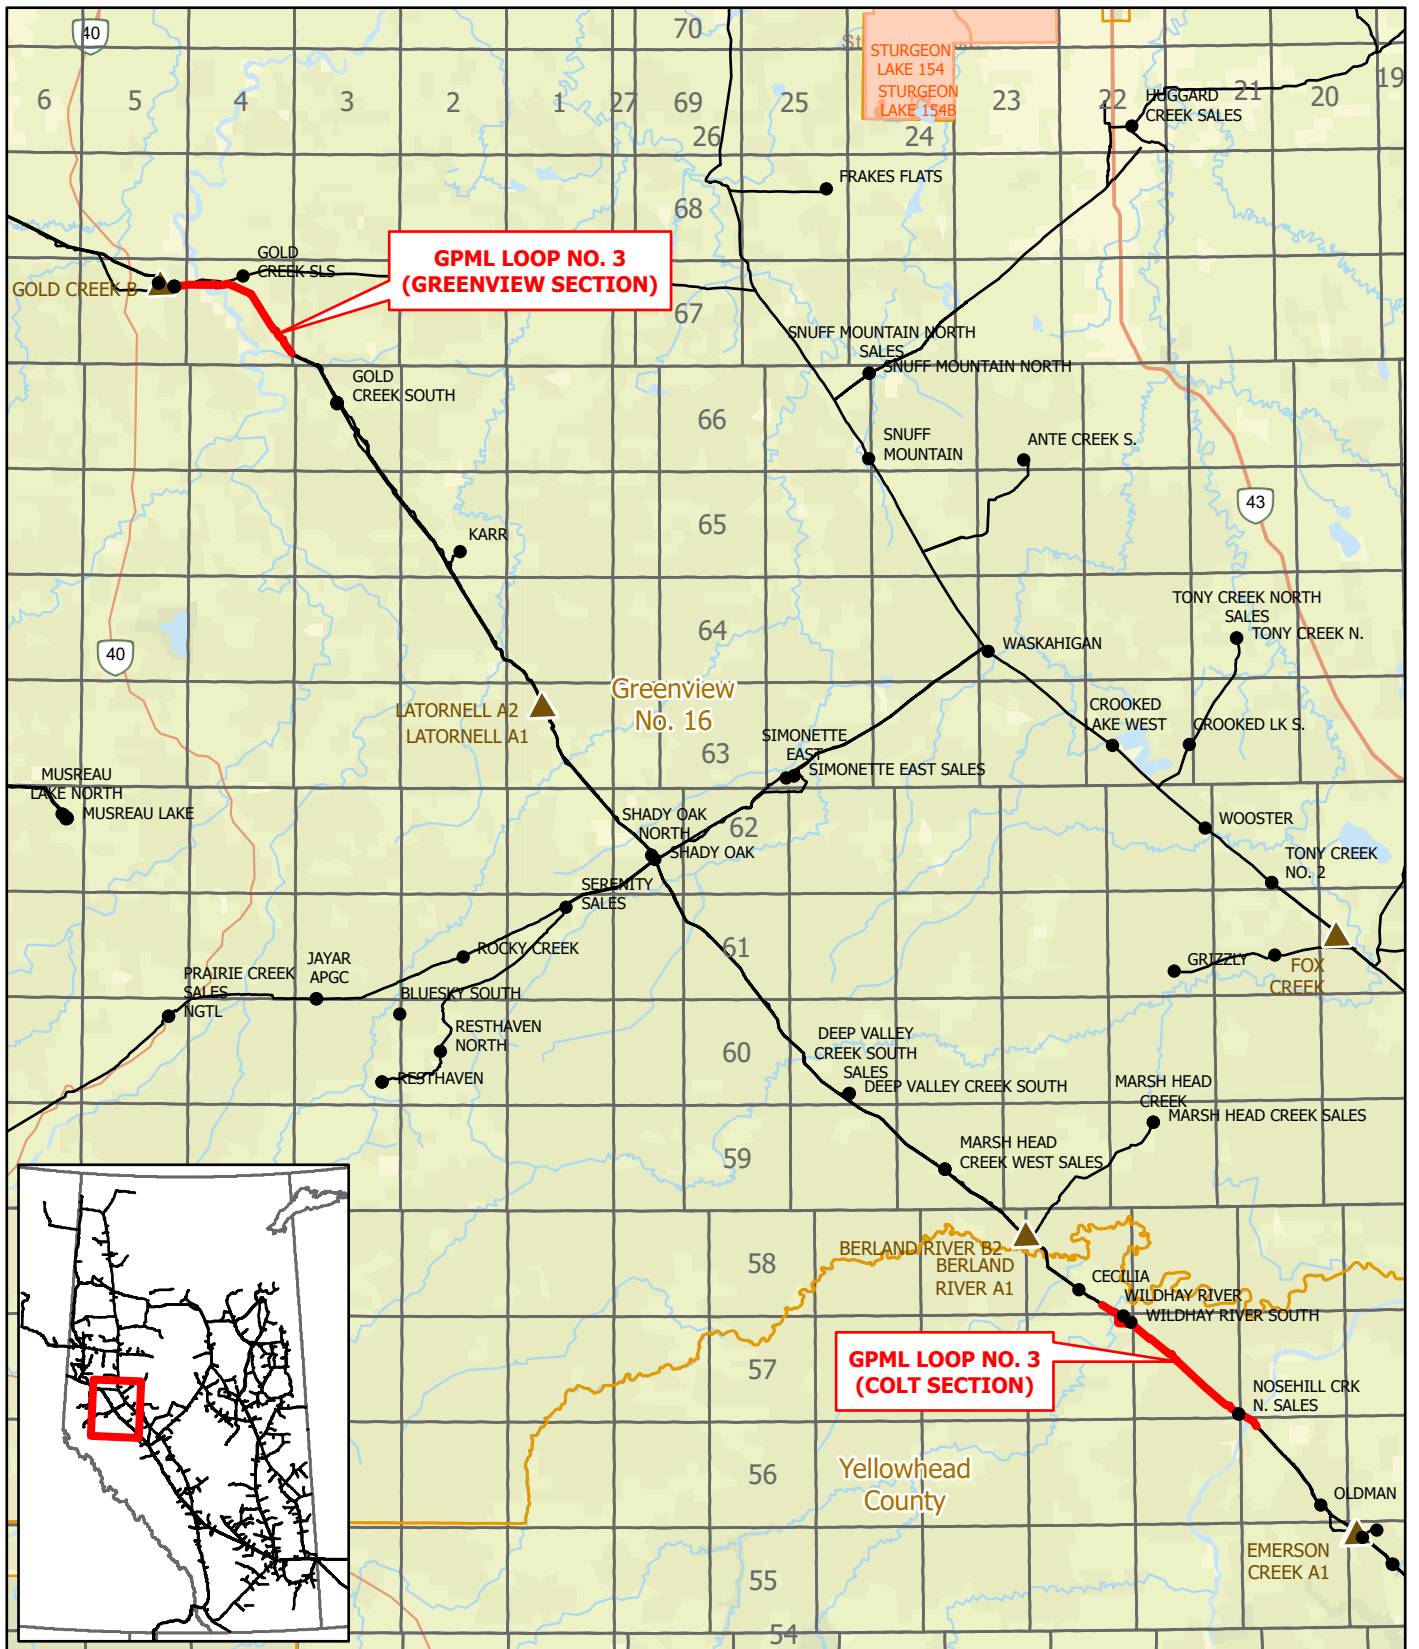 40
70
St
STURGEON
LAKE 154
STURGEON
LAKE 154B
6
5
4
3
2
1
27
69
26
25
24
23
22
21
20
19
HUGGARD
CREEK SALES
FRAKES FLATS
68
GPML LOOP NO. 3
(GREENVIEW SECTION)
GOLD
CREEK SLS
GOLD CREEK B
67
SNUFF MOUNTAIN NORTH
SALES
SNUFF MOUNTAIN NORTH
GOLD
CREEK SOUTH
66
SNUFF
MOUNTAIN
ANTE CREEK S.
43
65
KARR
TONY CREEK NORTH
SALES
TONY CREEK N.
64
WASKAHIGAN
40
Greenview
No. 16
LATORNELL A2
LATORNELL A1
CROOKED
LAKE WEST
CROOKED LK S.
63
SIMONETTE
EAST
SIMONETTE EAST SALES
MUSREAU
LAKE NORTH
MUSREAU LAKE
SHADY OAK
NORTH
SHADY OAK
62
WOOSTER
TONY CREEK
NO. 2
SERENITY
SALES
61
ROCKY CREEK
JAYAR
APGC
GRIZZLY
FOX
CREEK
PRAIRIE CREEK
SALES
NGTL
BLUESKY SOUTH
RESTHAVEN
NORTH
RESTHAVEN
60
DEEP VALLEY
CREEK SOUTH
SALES
DEEP VALLEY CREEK SOUTH
MARSH HEAD
CREEK
MARSH HEAD CREEK SALES
59
MARSH HEAD
CREEK WEST SALES
58
BERLAND RIVER B2
BERLAND
RIVER A1
CECILIA
WILDHAY RIVER
WILDHAY RIVER SOUTH
57
GPML LOOP NO. 3
(COLT SECTION)
NOSEHILL CRK
N. SALES
56
Yellowhead
County
OLDMAN
EMERSON
CREEK A1
55
54